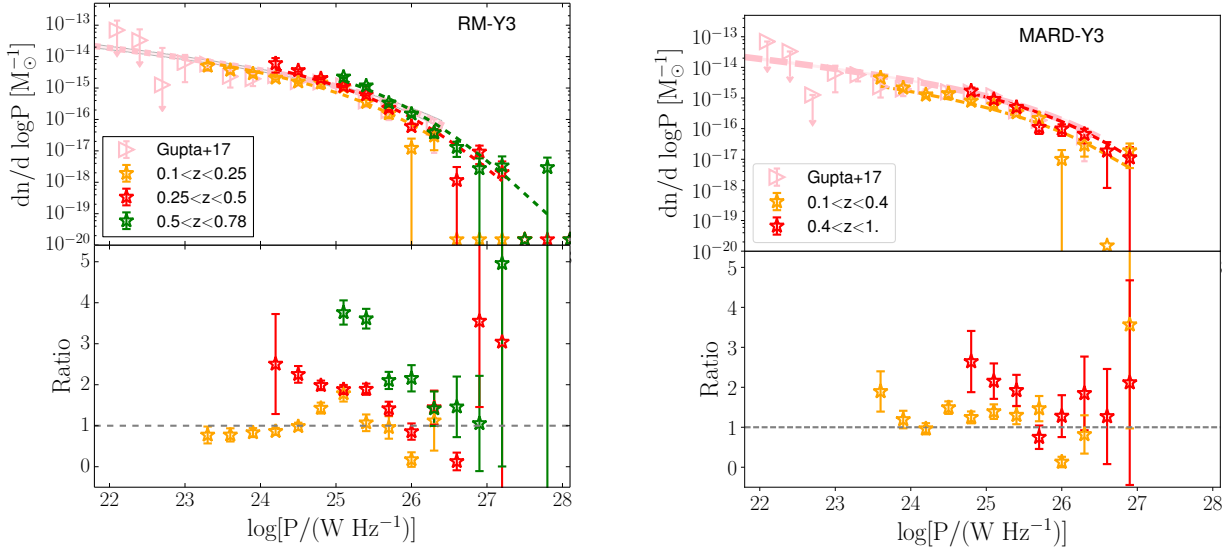 RM-Y3
dn/d logP [M⊙⁻¹]
10⁻¹³
10⁻¹⁴
10⁻¹⁵
10⁻¹⁶
10⁻¹⁷
10⁻¹⁸
10⁻¹⁹
10⁻²⁰
Gupta+17
0.1<z<0.25
0.25<z<0.5
0.5<z<0.78
Ratio
5
4
3
2
1
0
22 23 24 25 26 27 28
log[P/(W Hz⁻¹)]
MARD-Y3
dn/d logP [M⊙⁻¹]
10⁻¹³
10⁻¹⁴
10⁻¹⁵
10⁻¹⁶
10⁻¹⁷
10⁻¹⁸
10⁻¹⁹
10⁻²⁰
Gupta+17
0.1<z<0.4
0.4<z<1.
Ratio
5
4
3
2
1
0
22 23 24 25 26 27 28
log[P/(W Hz⁻¹)]